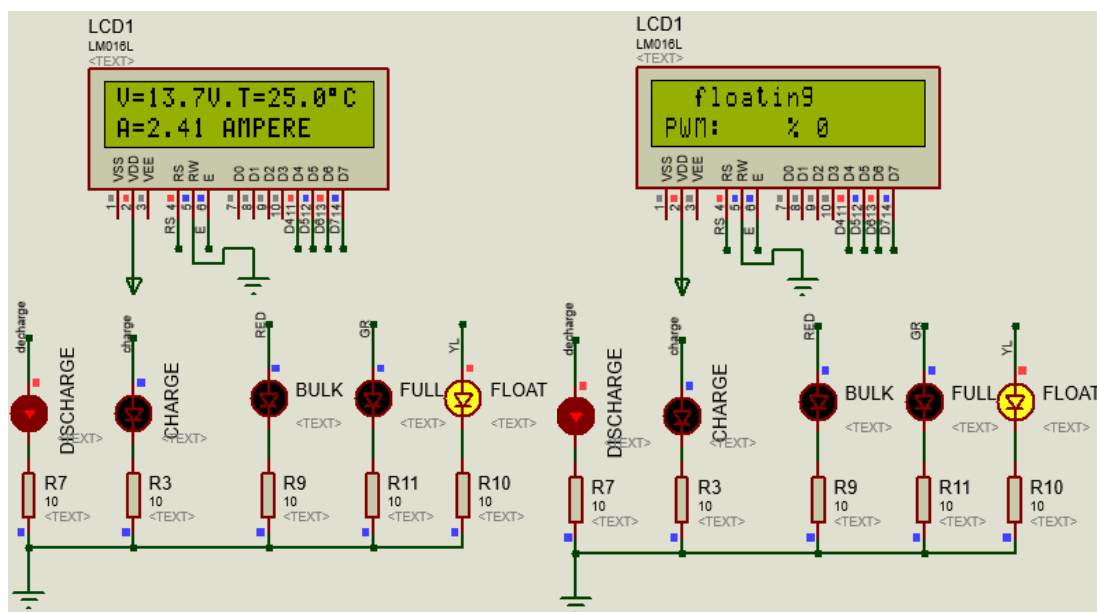 LCD1
LM016L
<TEXT>
V=13.7V.T=25.0°C
A=2.41 AMPERE
VSS VDD VEE RS RW E D0 D1 D2 D3 D4 D5 D6 D7
1 2 3 4 5 6 7 8 9 10 11 12 13 14
RS E D4 D5 D6 D7
decharge charge RED GR YL
DISCHARGE CHARGE BULK FULL FLOAT
<TEXT> <TEXT> <TEXT> <TEXT> <TEXT>
R7 R3 R9 R11 R10
10 10 10 10 10
<TEXT> <TEXT> <TEXT> <TEXT> <TEXT>
LCD1
LM016L
<TEXT>
floating
PWM: % 0
VSS VDD VEE RS RW E D0 D1 D2 D3 D4 D5 D6 D7
1 2 3 4 5 6 7 8 9 10 11 12 13 14
RS E D4 D5 D6 D7
decharge charge RED GR YL
DISCHARGE CHARGE BULK FULL FLOAT
<TEXT> <TEXT> <TEXT> <TEXT> <TEXT>
R7 R3 R9 R11 R10
10 10 10 10 10
<TEXT> <TEXT> <TEXT> <TEXT> <TEXT>